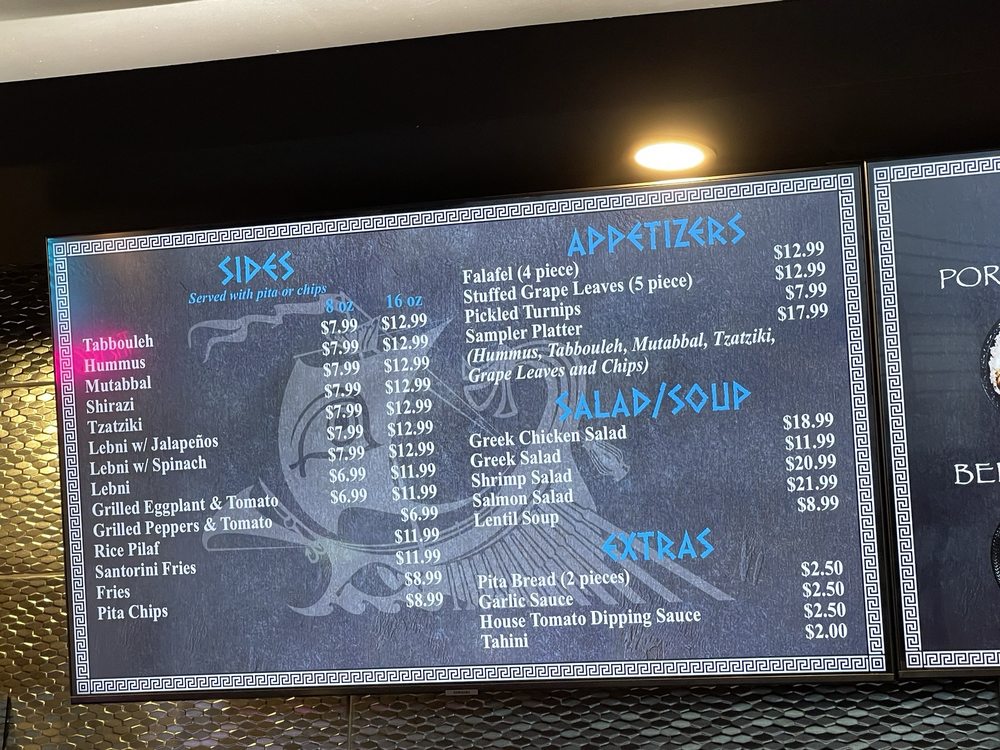 SIDES
Served with pita or chips
8 oz 16 oz
Tabbouleh $7.99 $12.99
Hummus $7.99 $12.99
Mutabbal $7.99 $12.99
Shirazi $7.99 $12.99
Tzatziki $7.99 $12.99
Lebni w/ Jalapeños $7.99 $12.99
Lebni w/ Spinach $7.99 $12.99
Lebni $6.99 $11.99
Grilled Eggplant & Tomato $6.99 $11.99
Grilled Peppers & Tomato $6.99
Rice Pilaf $11.99
Santorini Fries $11.99
Fries $8.99
Pita Chips $8.99
APPETIZERS
Falafel (4 piece) $12.99
Stuffed Grape Leaves (5 piece) $12.99
Pickled Turnips $7.99
Sampler Platter $17.99
(Hummus, Tabbouleh, Mutabbal, Tzatziki,
Grape Leaves and Chips)
SALAD/SOUP
Greek Chicken Salad $18.99
Greek Salad $11.99
Shrimp Salad $20.99
Salmon Salad $21.99
Lentil Soup $8.99
EXTRAS
Pita Bread (2 pieces) $2.50
Garlic Sauce $2.50
House Tomato Dipping Sauce $2.50
Tahini $2.00